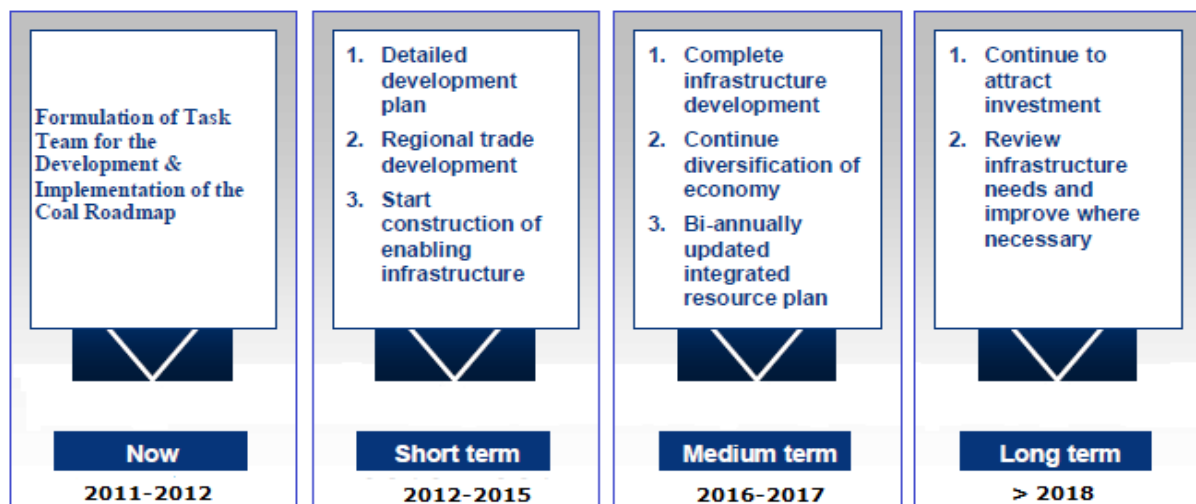 Formulation of Task
Team for the
Development &
Implementation of the
Coal Roadmap
Now
2011-2012
1. Detailed
development
plan
2. Regional trade
development
3. Start
construction of
enabling
infrastructure
Short term
2012-2015
1. Complete
infrastructure
development
2. Continue
diversification of
economy
3. Bi-annually
updated
integrated
resource plan
Medium term
2016-2017
1. Continue to
attract
investment
2. Review
infrastructure
needs and
improve where
necessary
Long term
> 2018